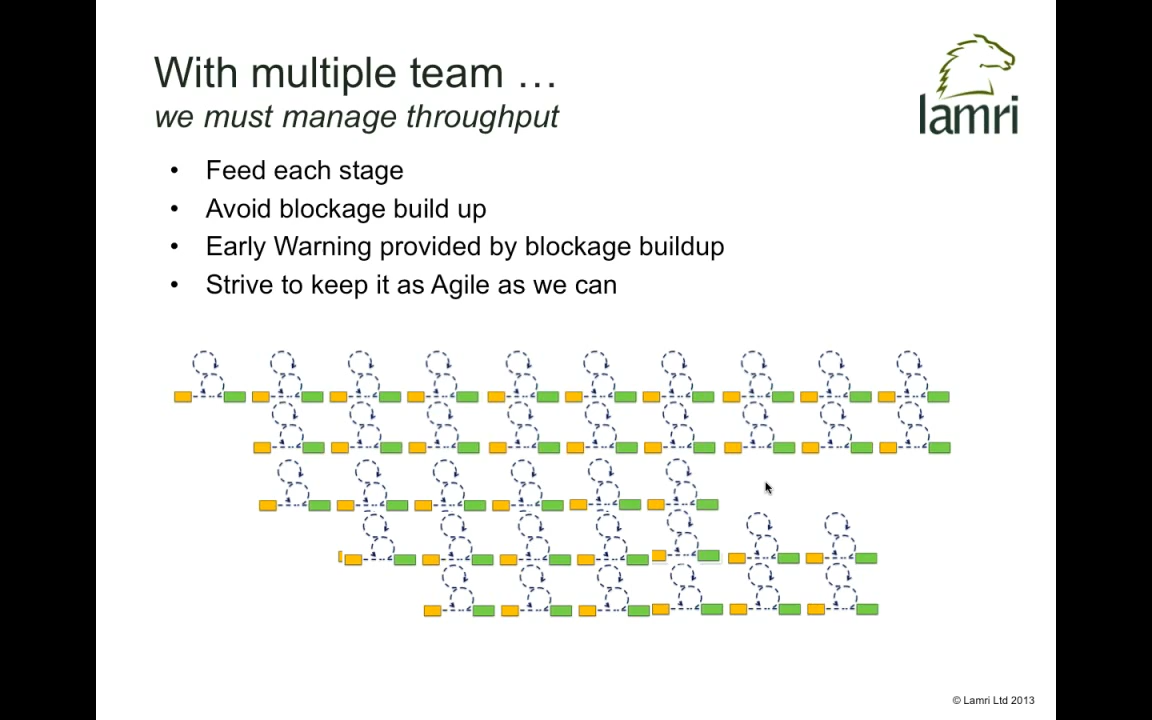 With multiple team …
we must manage throughput
lamri
• Feed each stage
• Avoid blockage build up
• Early Warning provided by blockage buildup
• Strive to keep it as Agile as we can
© Lamri Ltd 2013